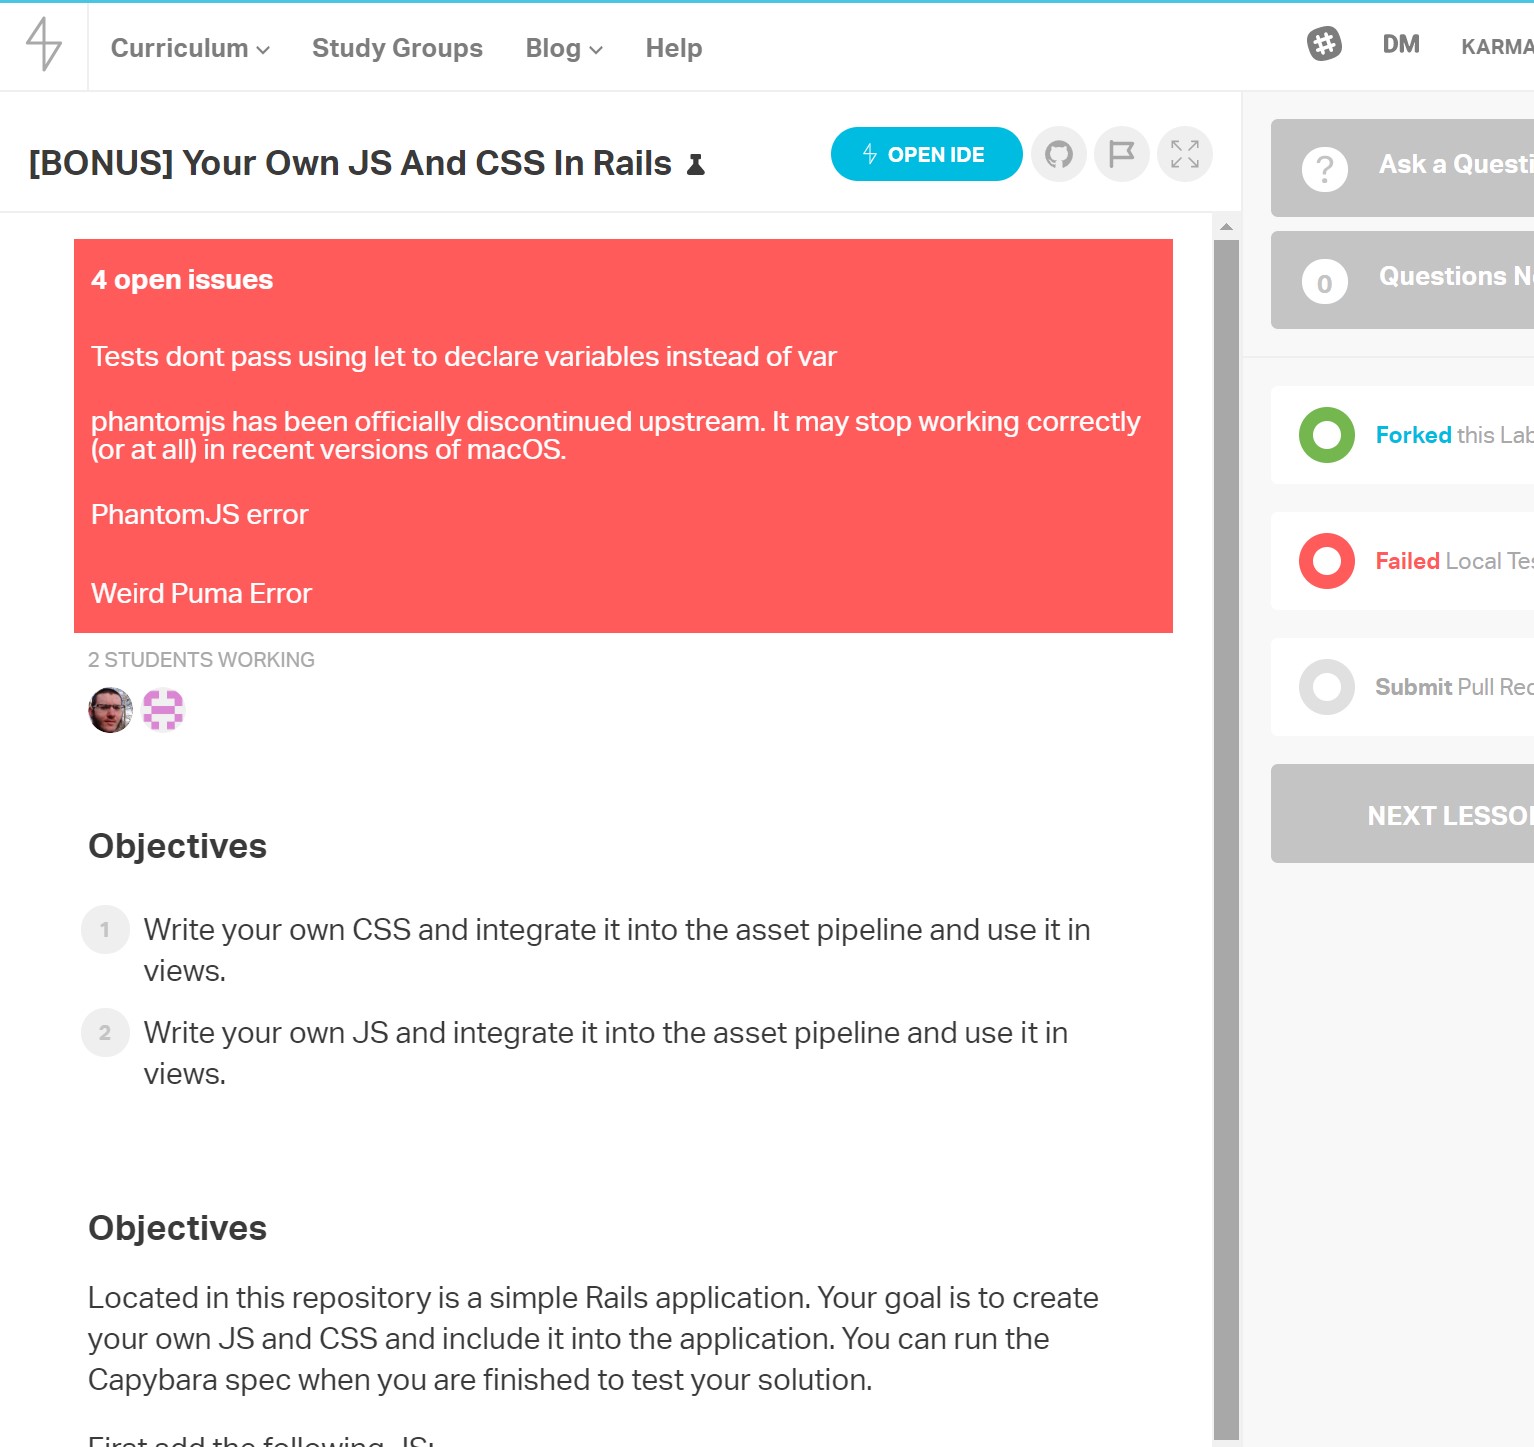 Curriculum
Study Groups
Blog
Help
DM
KARMA
[BONUS] Your Own JS And CSS In Rails
OPEN IDE
4 open issues
Tests dont pass using let to declare variables instead of var
phantomjs has been officially discontinued upstream. It may stop working correctly
(or at all) in recent versions of macOS.
PhantomJS error
Weird Puma Error
2 STUDENTS WORKING
Objectives
1 Write your own CSS and integrate it into the asset pipeline and use it in
views.
2 Write your own JS and integrate it into the asset pipeline and use it in
views.
Objectives
Located in this repository is a simple Rails application. Your goal is to create
your own JS and CSS and include it into the application. You can run the
Capybara spec when you are finished to test your solution.
First add the following JS:
? Ask a Questi
0 Questions N
Forked this Lab
Failed Local Tes
Submit Pull Rec
NEXT LESSON